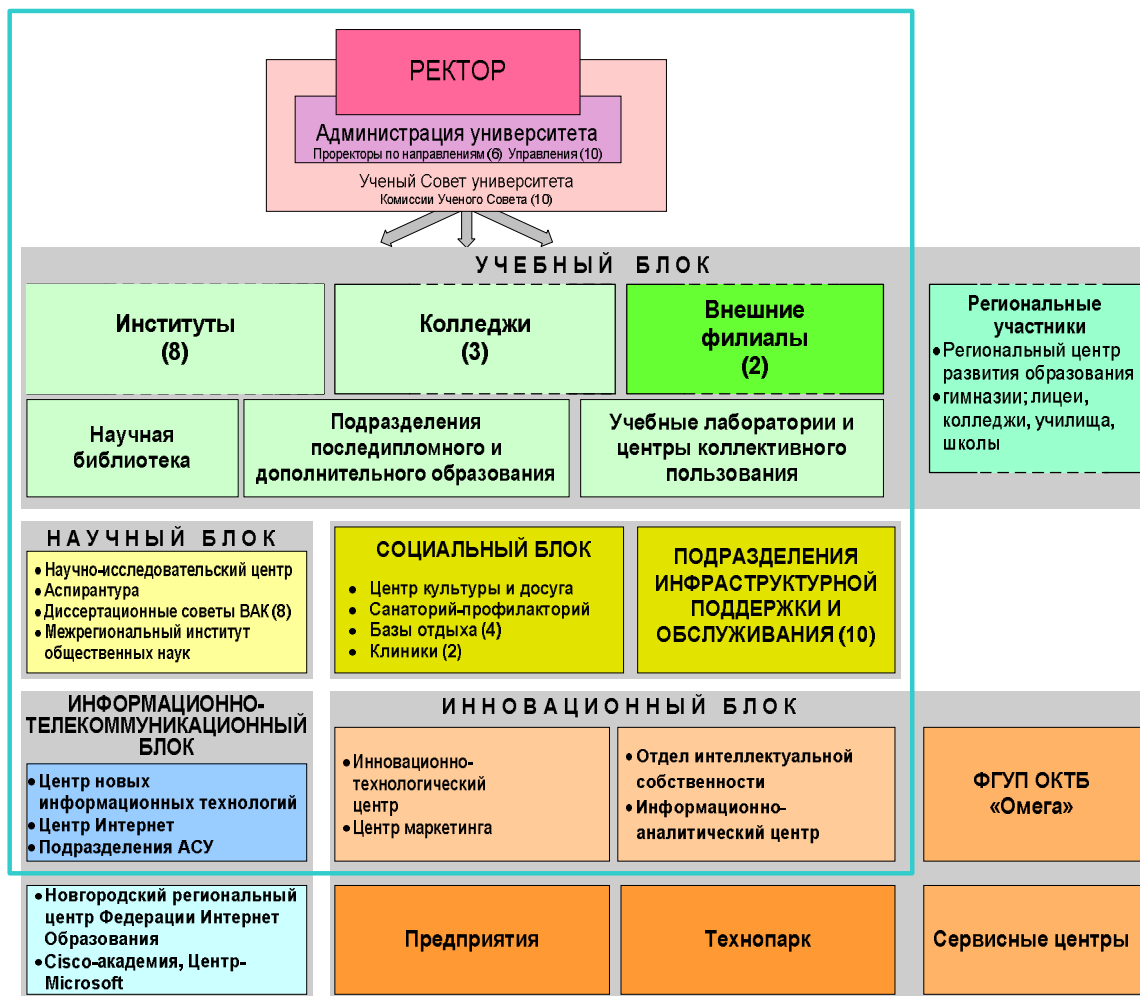 РЕКТОР
Администрация университета
Проректоры по направлениям (6) Управления (10)
Ученый Совет университета
Комиссии Ученого Совета (10)
УЧЕБНЫЙ БЛОК
Институты
(8)
Колледжи
(3)
Внешние
филиалы
(2)
Региональные
участники
• Региональный центр
развития образования
• гимназии; лицеи,
колледжи, училища,
школы
Научная
библиотека
Подразделения
последипломного и
дополнительного образования
Учебные лаборатории и
центры коллективного
пользования
НАУЧНЫЙ БЛОК
• Научно-исследовательский центр
• Аспирантура
• Диссертационные советы ВАК (8)
• Межрегиональный институт
общественных наук
СОЦИАЛЬНЫЙ БЛОК
• Центр культуры и досуга
• Санаторий-профилакторий
• Базы отдыха (4)
• Клиники (2)
ПОДРАЗДЕЛЕНИЯ
ИНФРАСТРУКТУРНОЙ
ПОДДЕРЖКИ И
ОБСЛУЖИВАНИЯ (10)
ИНФОРМАЦИОННО-
ТЕЛЕКОММУНИКАЦИОННЫЙ
БЛОК
• Центр новых
информационных технологий
• Центр Интернет
• Подразделения АСУ
ИННОВАЦИОННЫЙ БЛОК
• Инновационно-
технологический
центр
• Центр маркетинга
• Отдел интеллектуальной
собственности
• Информационно-
аналитический центр
ФГУП ОКТБ
«Омега»
• Новгородский региональный
центр Федерации Интернет
Образования
• Cisco-академия, Центр-
Microsoft
Предприятия
Технопарк
Сервисные центры